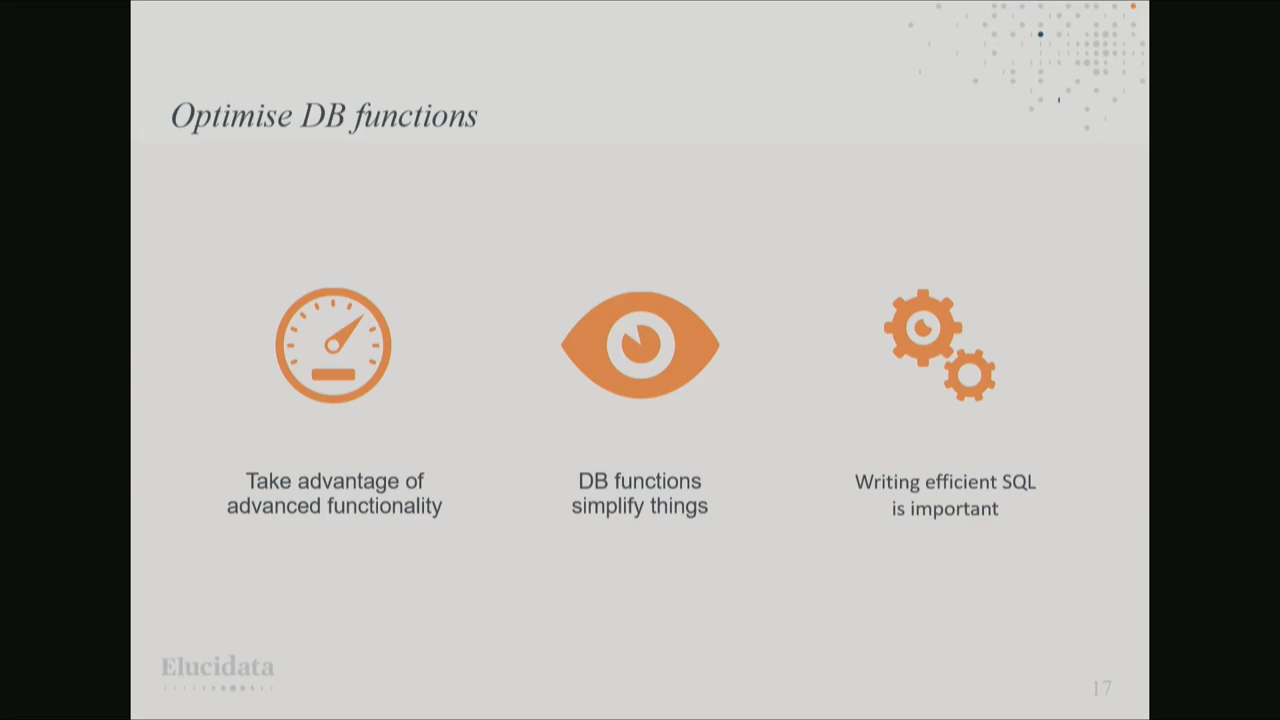 Optimise DB functions
Take advantage of
advanced functionality
DB functions
simplify things
Writing efficient SQL
is important
Elucidata
17